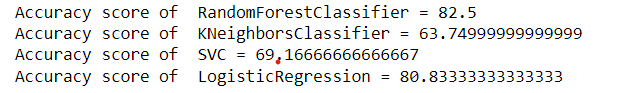 Accuracy score of  RandomForestClassifier = 82.5
Accuracy score of  KNeighborsClassifier = 63.74999999999999
Accuracy score of  SVC = 69.16666666666667
Accuracy score of  LogisticRegression = 80.83333333333333